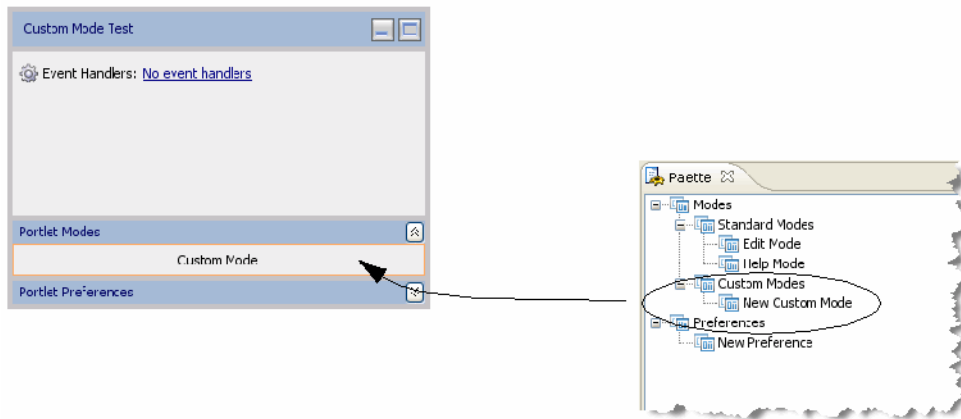 Custom Mode Test
Event Handlers: No event handlers
Portlet Modes
Custom Mode
Portlet Preferences
Palette
Modes
Standard Modes
Edit Mode
Help Mode
Custom Modes
New Custom Mode
Preferences
New Preference